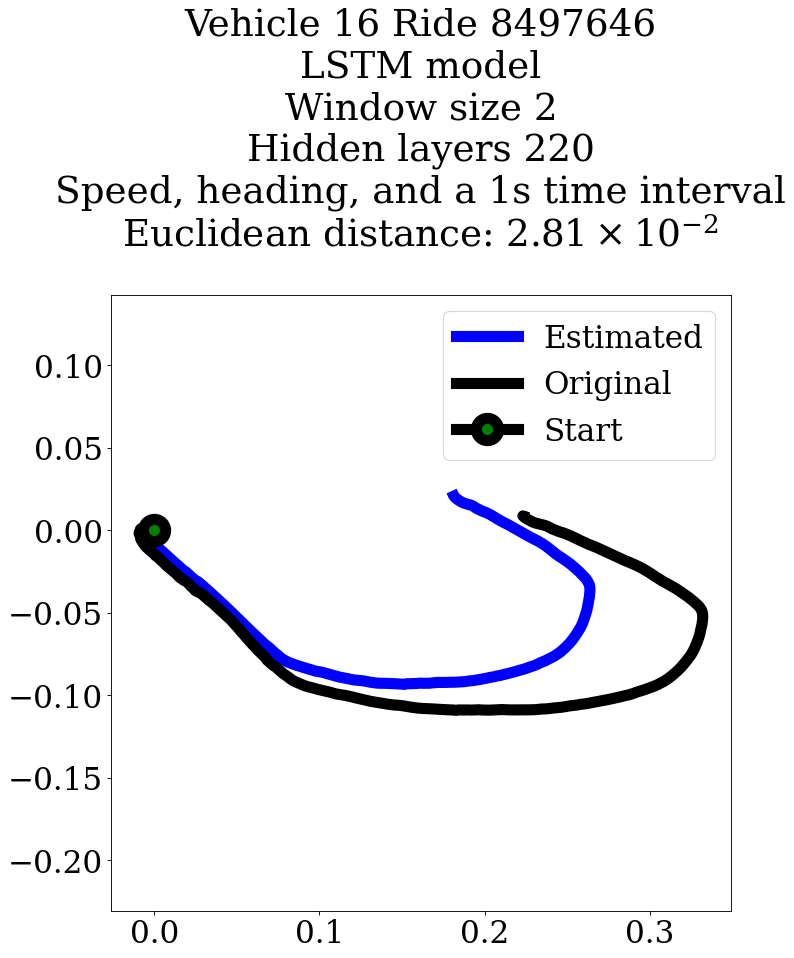 Vehicle 16 Ride 8497646
LSTM model
Window size 2
Hidden layers 220
Speed, heading, and a 1s time interval
Euclidean distance: 2.81 × 10⁻²
Estimated
Original
Start
0.10
0.05
0.00
−0.05
−0.10
−0.15
−0.20
0.0 0.1 0.2 0.3